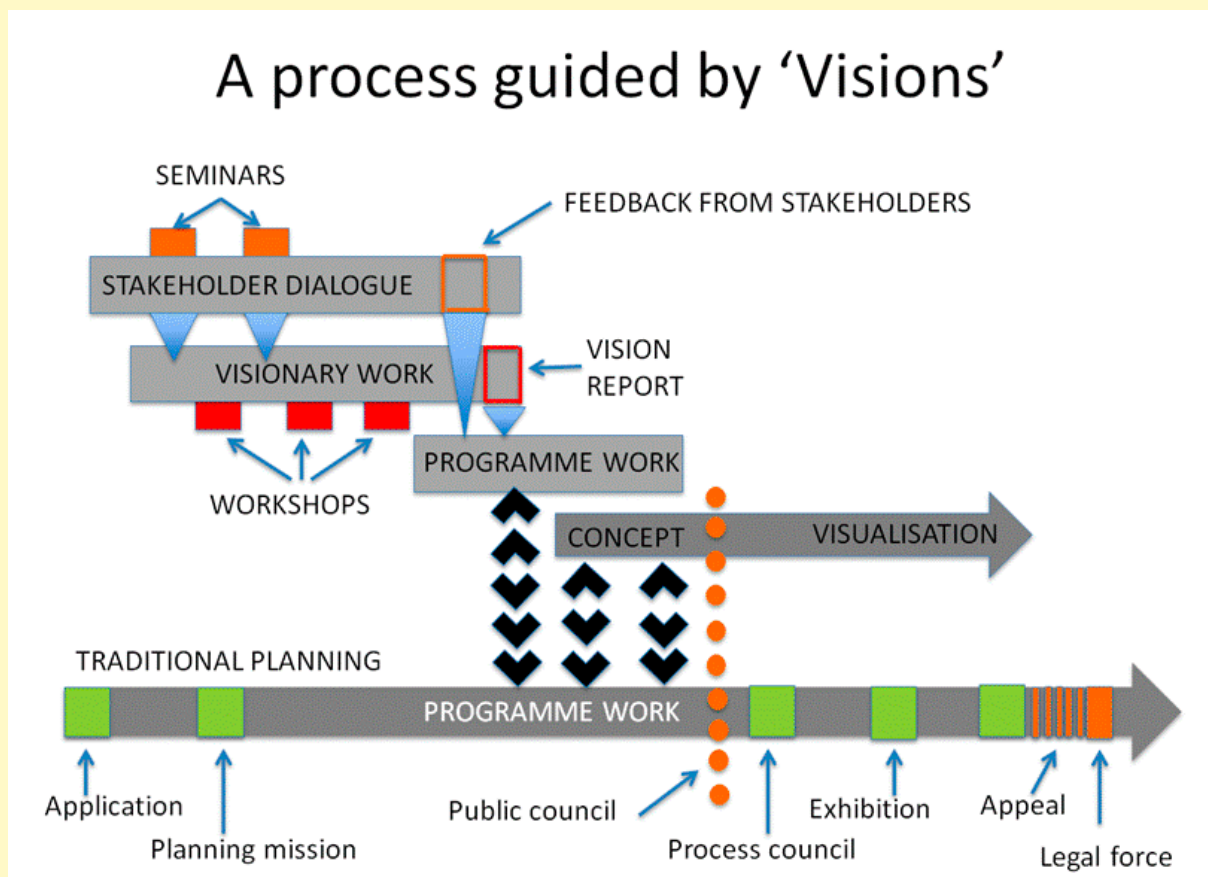 A process guided by ‘Visions’
SEMINARS
FEEDBACK FROM STAKEHOLDERS
STAKEHOLDER DIALOGUE
VISIONARY WORK
VISION
REPORT
PROGRAMME WORK
WORKSHOPS
CONCEPT
VISUALISATION
TRADITIONAL PLANNING
PROGRAMME WORK
Application
Planning mission
Public council
Process council
Exhibition
Appeal
Legal force